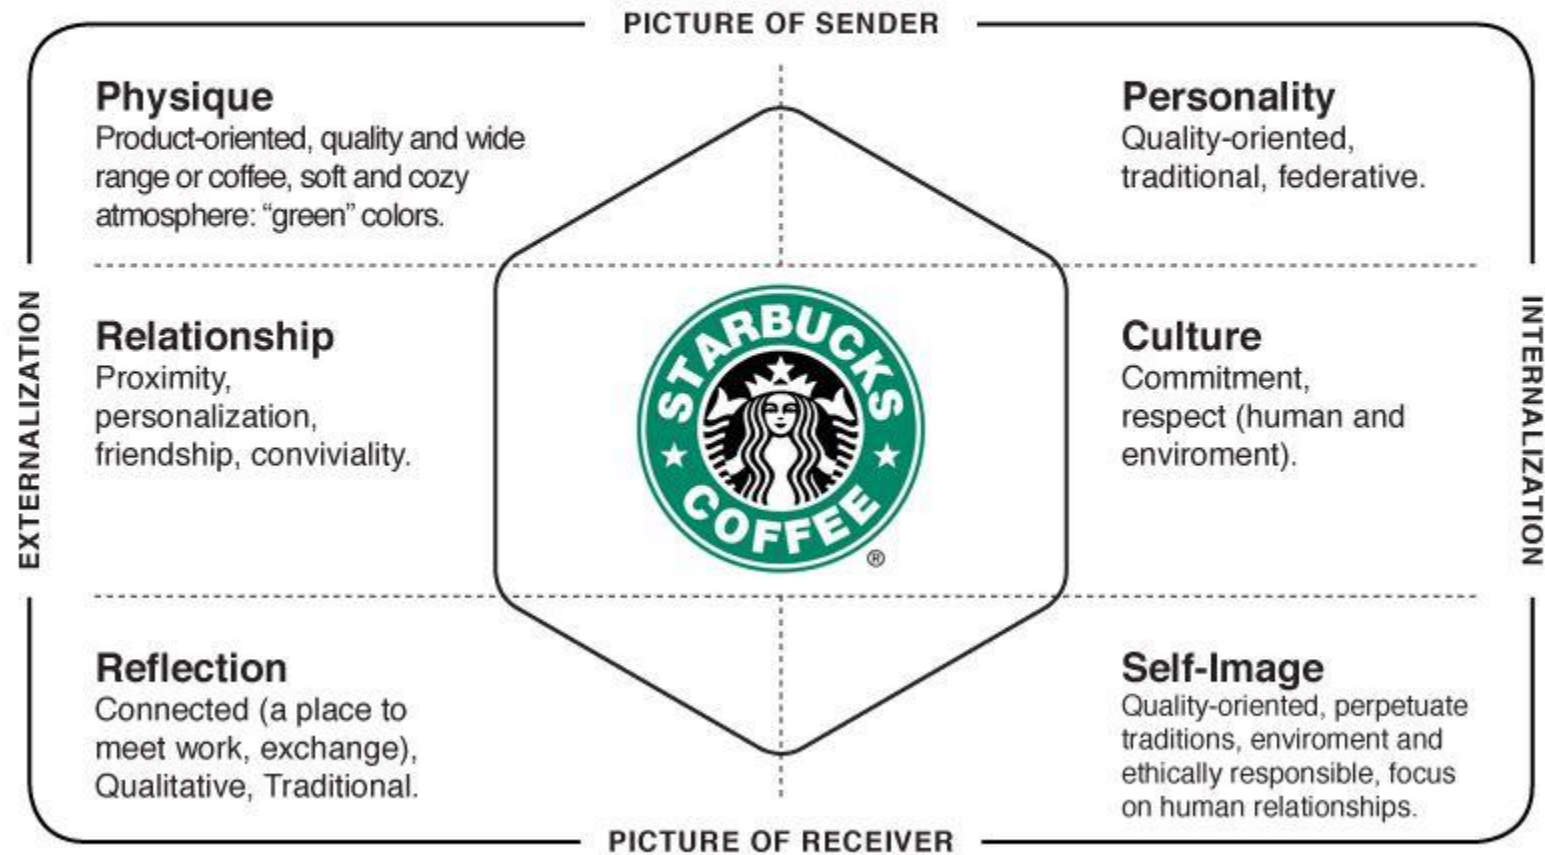 PICTURE OF SENDER
Physique
Product-oriented, quality and wide
range or coffee, soft and cozy
atmosphere: “green” colors.
Personality
Quality-oriented,
traditional, federative.
EXTERNALIZATION
Relationship
Proximity,
personalization,
friendship, conviviality.
STARBUCKS
COFFEE
®
Culture
Commitment,
respect (human and
enviroment).
INTERNALIZATION
Reflection
Connected (a place to
meet work, exchange),
Qualitative, Traditional.
Self-Image
Quality-oriented, perpetuate
traditions, enviroment and
ethically responsible, focus
on human relationships.
PICTURE OF RECEIVER